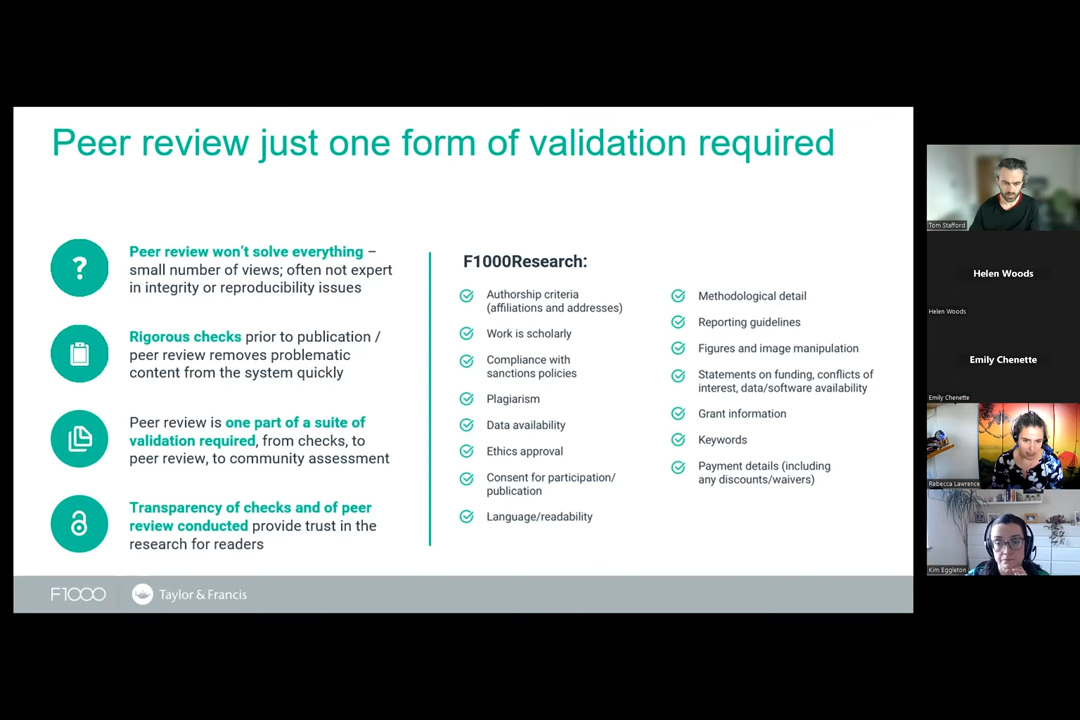 Peer review just one form of validation required
?
Peer review won't solve everything –
small number of views; often not expert
in integrity or reproducibility issues
Rigorous checks prior to publication /
peer review removes problematic
content from the system quickly
Peer review is one part of a suite of
validation required, from checks, to
peer review, to community assessment
Transparency of checks and of peer
review conducted provide trust in the
research for readers
F1000Research:
Authorship criteria
(affiliations and addresses)
Work is scholarly
Compliance with
sanctions policies
Plagiarism
Data availability
Ethics approval
Consent for participation/
publication
Language/readability
Methodological detail
Reporting guidelines
Figures and image manipulation
Statements on funding, conflicts of
interest, data/software availability
Grant information
Keywords
Payment details (including
any discounts/waivers)
F1000
Taylor & Francis
Tom Stafford
Helen Woods
Helen Woods
Emily Chenette
Emily Chenette
Rebecca Lawrence
Kim Eggleton